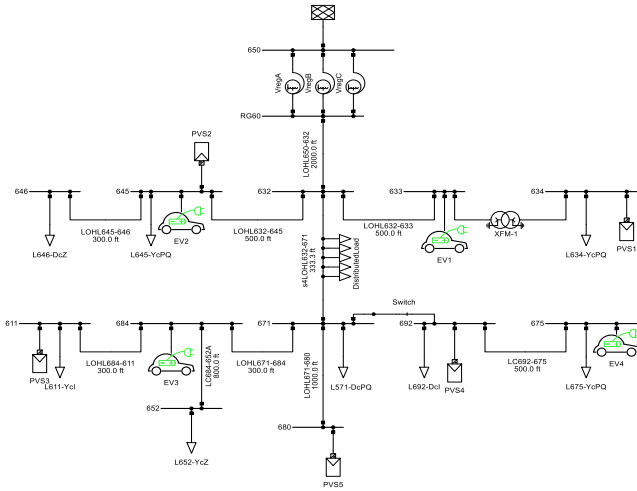 650
VregA
VregB
VregC
RG60
LOHL650-632
2000.0 ft
PVS2
646
645
632
633
634
LOHL645-646
300.0 ft
L646-DcZ
L645-YcPQ
EV2
LOHL632-645
500.0 ft
LOHL632-633
500.0 ft
EV1
XFM-1
L634-YcPQ
PVS1
s4LOHL632-671
333.3 ft
DistributedLoad
Switch
611
684
671
692
675
PVS3
L611-YcI
LOHL684-611
300.0 ft
EV3
LC684-652A
800.0 ft
LOHL671-684
300.0 ft
LOHL671-680
1000.0 ft
L571-DcPQ
L692-DcI
PVS4
LC692-675
500.0 ft
L675-YcPQ
EV4
652
L652-YcZ
680
PVS5